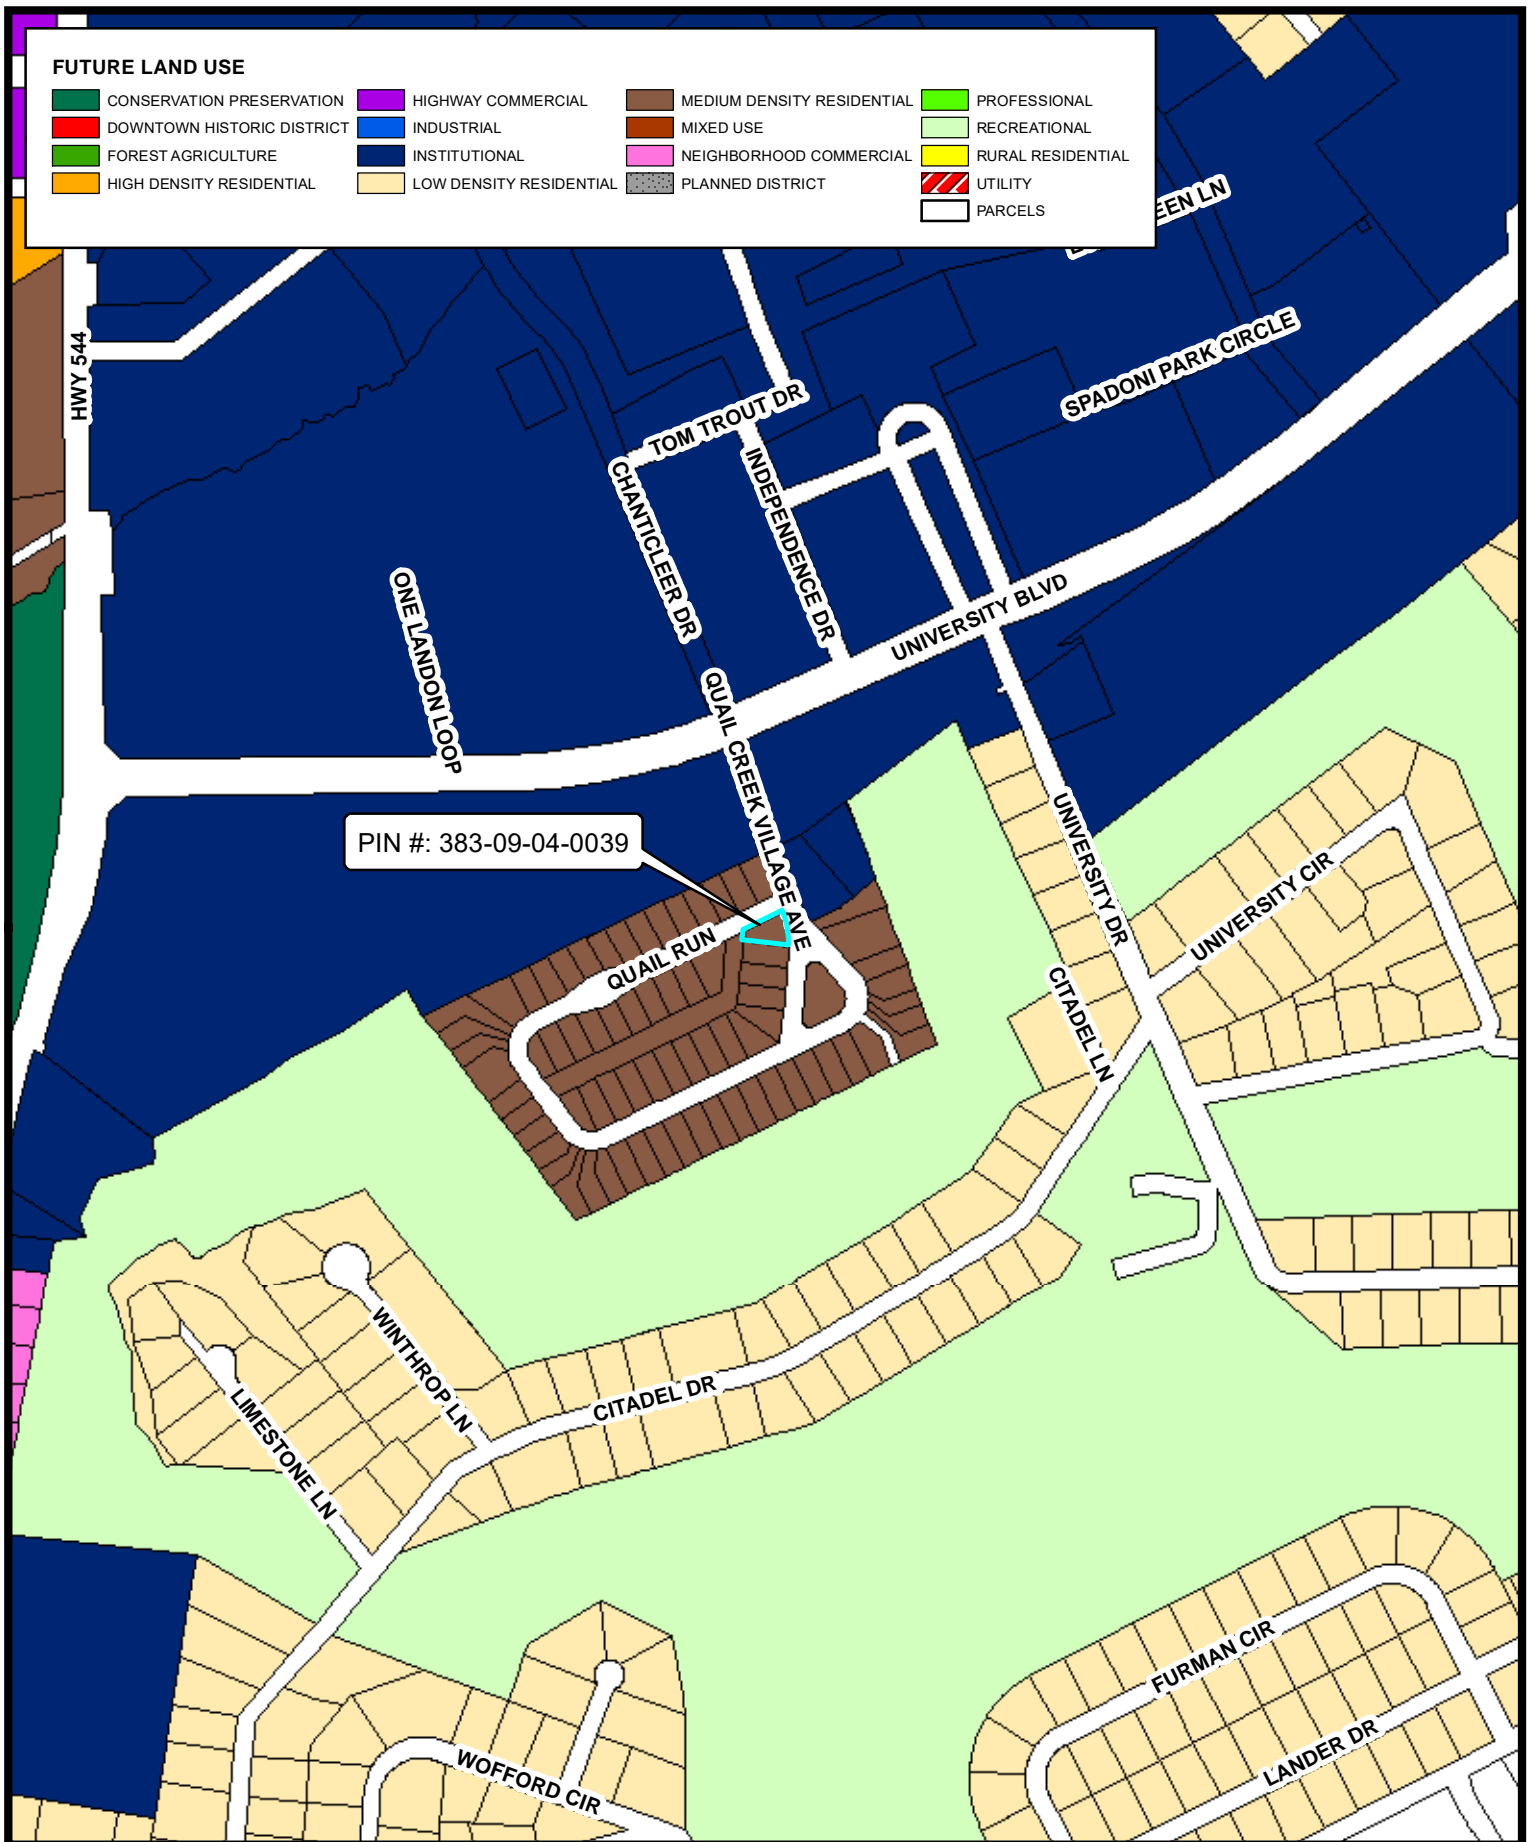 FUTURE LAND USE
CONSERVATION PRESERVATION
DOWNTOWN HISTORIC DISTRICT
FOREST AGRICULTURE
HIGH DENSITY RESIDENTIAL
HIGHWAY COMMERCIAL
INDUSTRIAL
INSTITUTIONAL
LOW DENSITY RESIDENTIAL
MEDIUM DENSITY RESIDENTIAL
MIXED USE
NEIGHBORHOOD COMMERCIAL
PLANNED DISTRICT
PROFESSIONAL
RECREATIONAL
RURAL RESIDENTIAL
UTILITY
PARCELS
EEN LN
HWY 544
SPADONI PARK CIRCLE
TOM TROUT DR
CHANTICLEER DR
INDEPENDENCE DR
ONE LANDON LOOP
UNIVERSITY BLVD
QUAIL CREEK VILLAGE AVE
PIN #: 383-09-04-0039
UNIVERSITY DR
UNIVERSITY CIR
QUAIL RUN
CITADEL LN
WINTHROP LN
LIMESTONE LN
CITADEL DR
FURMAN CIR
LANDER DR
WOFFORD CIR